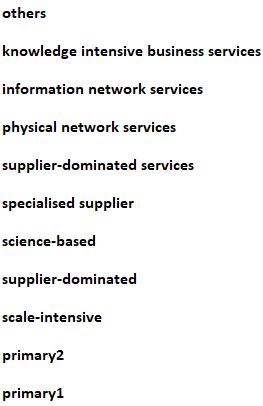 others
knowledge intensive business services
information network services
physical network services
supplier-dominated services
specialised supplier
science-based
supplier-dominated
scale-intensive
primary2
primary1